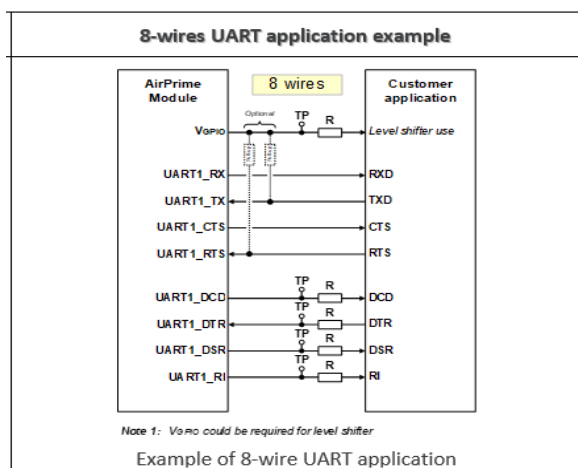 8-wires UART application example
AirPrime Module
8 wires
Customer application
Optional
TP
R
VGPIO
Level shifter use
UART1_RX
RXD
UART1_TX
TXD
UART1_CTS
CTS
UART1_RTS
RTS
TP
R
UART1_DCD
DCD
TP
R
UART1_DTR
DTR
TP
R
UART1_DSR
DSR
TP
R
UART1_RI
RI
Note 1: VGPIO could be required for level shifter
Example of 8-wire UART application